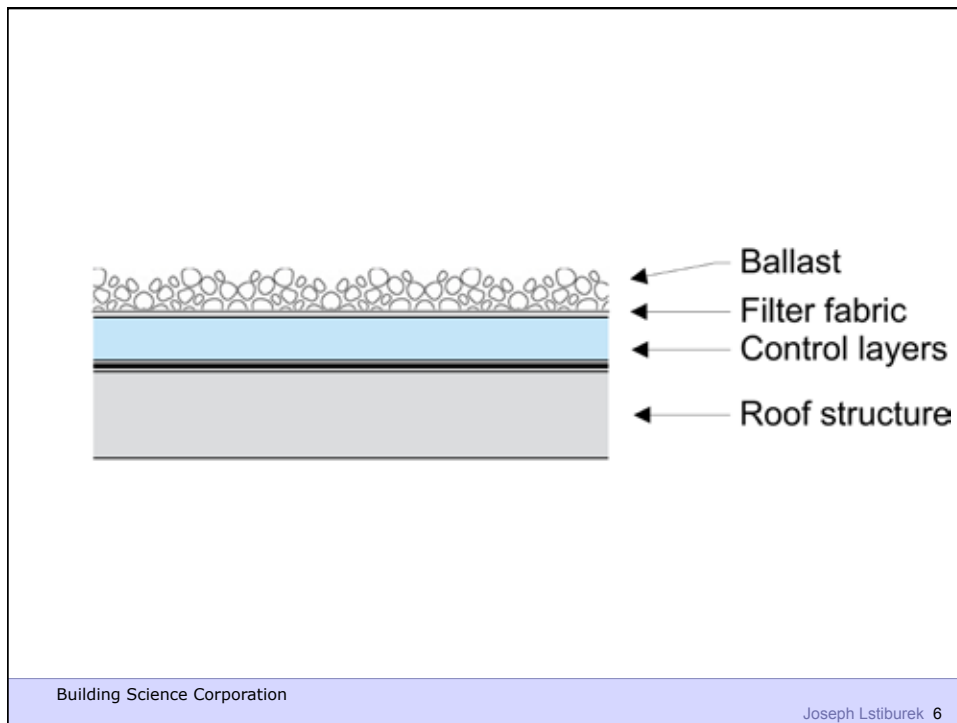 Ballast
Filter fabric
Control layers
Roof structure
Building Science Corporation
Joseph Lstiburek 6